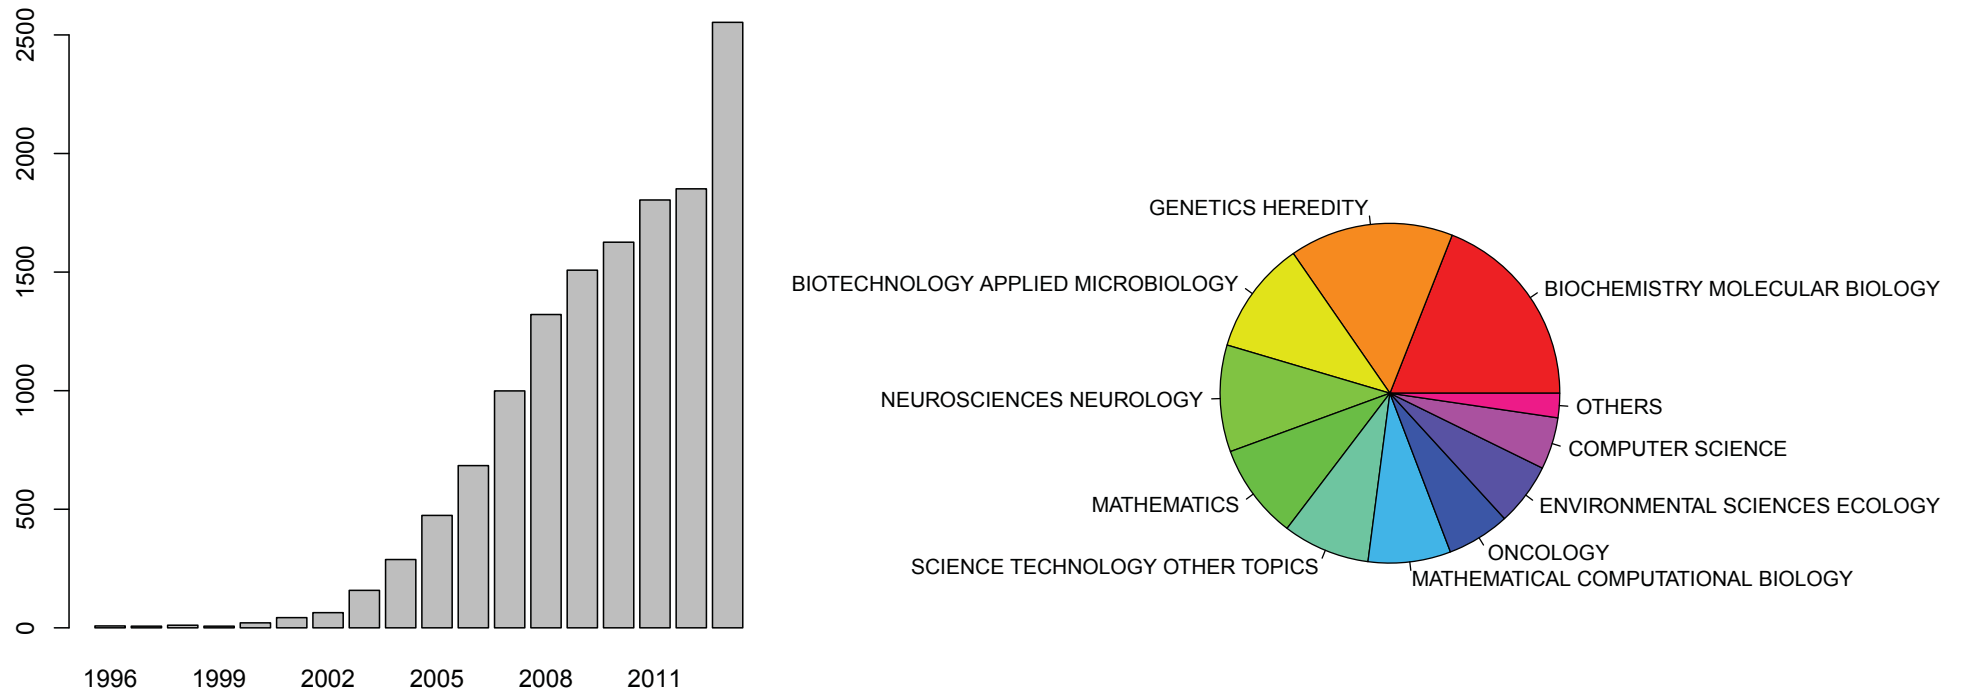 2500
2000
1500
1000
500
0
1996
1999
2002
2005
2008
2011
GENETICS HEREDITY
BIOTECHNOLOGY APPLIED MICROBIOLOGY
BIOCHEMISTRY MOLECULAR BIOLOGY
NEUROSCIENCES NEUROLOGY
OTHERS
COMPUTER SCIENCE
MATHEMATICS
ENVIRONMENTAL SCIENCES ECOLOGY
ONCOLOGY
SCIENCE TECHNOLOGY OTHER TOPICS
MATHEMATICAL COMPUTATIONAL BIOLOGY